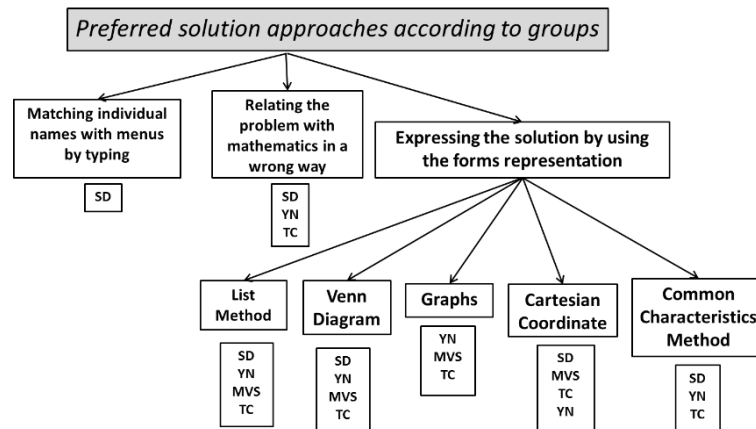 Preferred solution approaches according to groups
Matching individual
names with menus
by typing
SD
Relating the
problem with
mathematics in a
wrong way
SD
YN
TC
Expressing the solution by using
the forms representation
List
Method
SD
YN
MVS
TC
Venn
Diagram
SD
YN
MVS
TC
Graphs
YN
MVS
TC
Cartesian
Coordinate
SD
MVS
TC
YN
Common
Characteristics
Method
SD
YN
TC